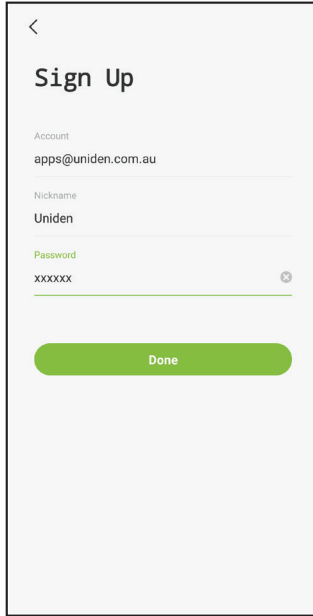 Sign Up
Account
apps@uniden.com.au
Nickname
Uniden
Password
xxxxxx
Done